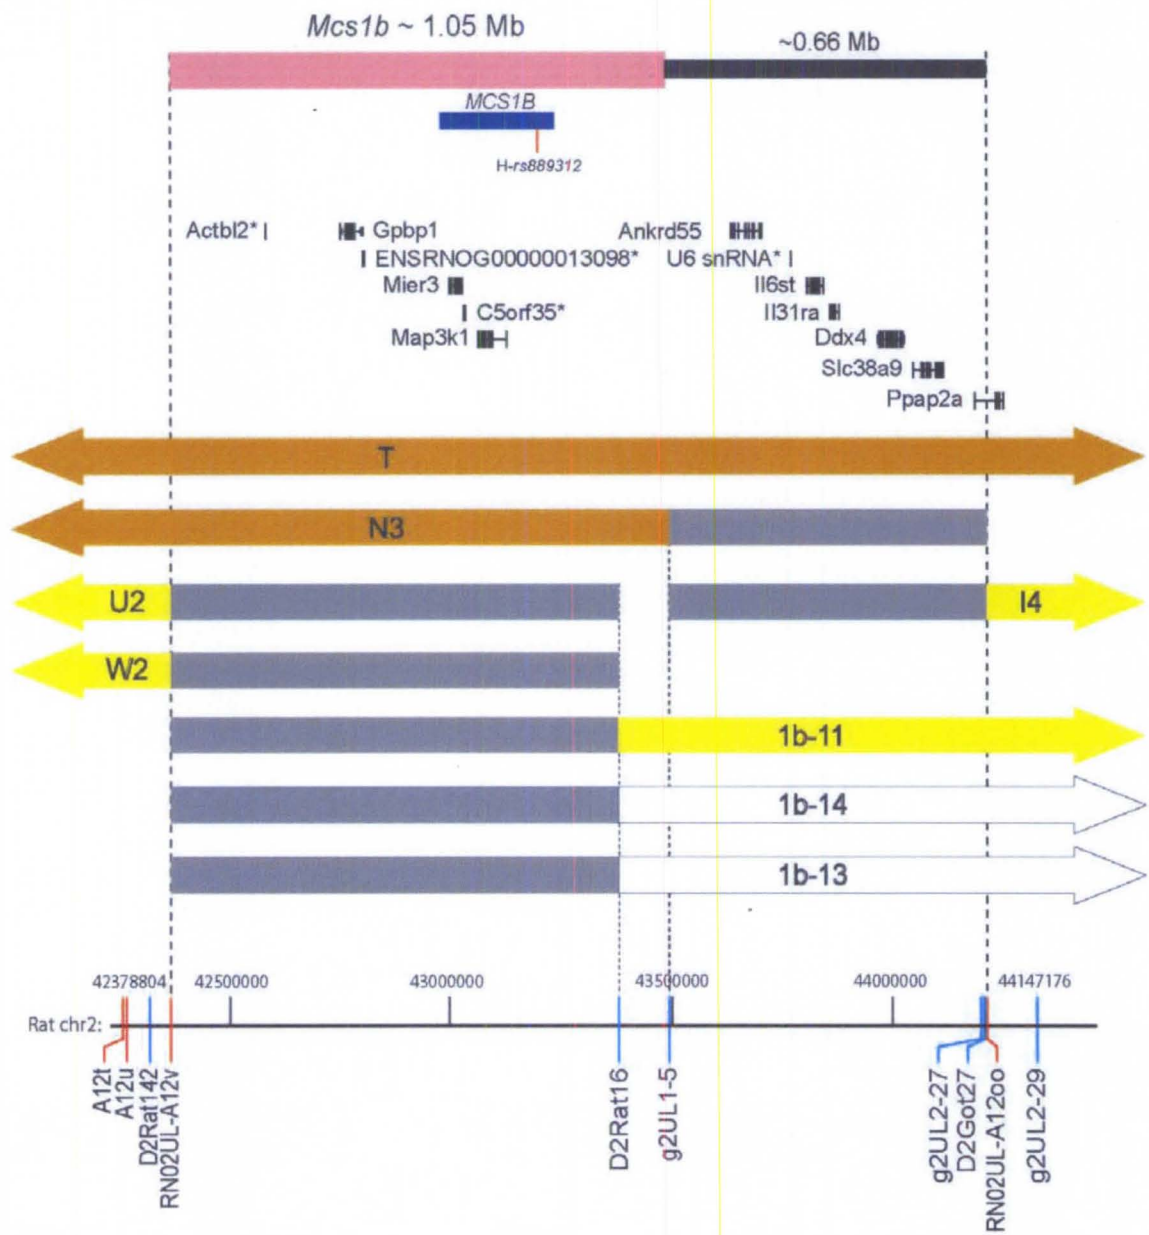 Mcs1b ~ 1.05 Mb
~0.66 Mb
MCS1B
H-rs889312
Actbl2*
Gpbp1
Ankrd55
ENSRNOG00000013098*
U6 snRNA*
Mier3
Il6st
C5orf35*
Il31ra
Map3k1
Ddx4
Slc38a9
Ppap2a
T
N3
U2
I4
W2
1b-11
1b-14
1b-13
42378804
42500000
43000000
43500000
44000000
44147176
Rat chr2:
A12t
A12u
D2Rat142
RN02UL-A12v
D2Rat16
g2UL1-5
g2UL2-27
D2Got27
RN02UL-A12oo
g2UL2-29